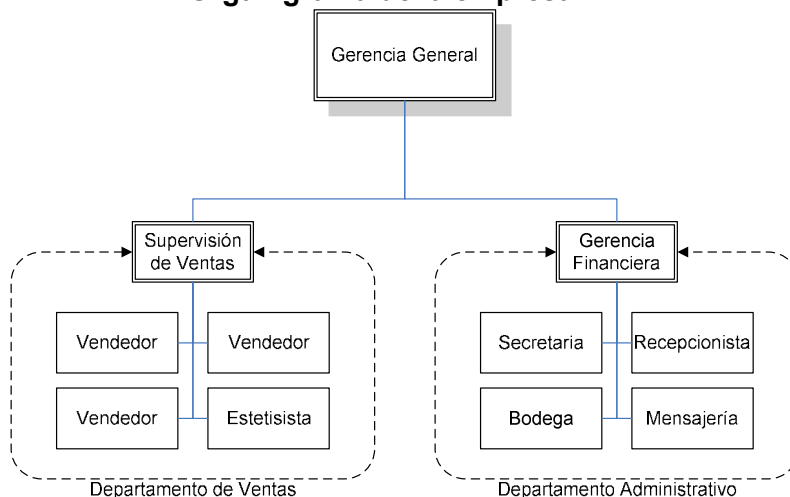 Gerencia General
Supervisión
de Ventas
Gerencia
Financiera
Vendedor
Vendedor
Secretaria
Recepcionista
Vendedor
Estetisista
Bodega
Mensajería
Departamento de Ventas
Departamento Administrativo